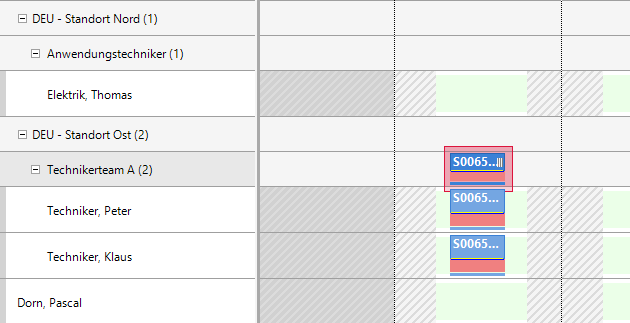 DEU - Standort Nord (1)
Anwendungstechniker (1)
Elektrik, Thomas
DEU - Standort Ost (2)
Technikerteam A (2) S0065...
Techniker, Peter S0065...
Techniker, Klaus S0065...
Dorn, Pascal